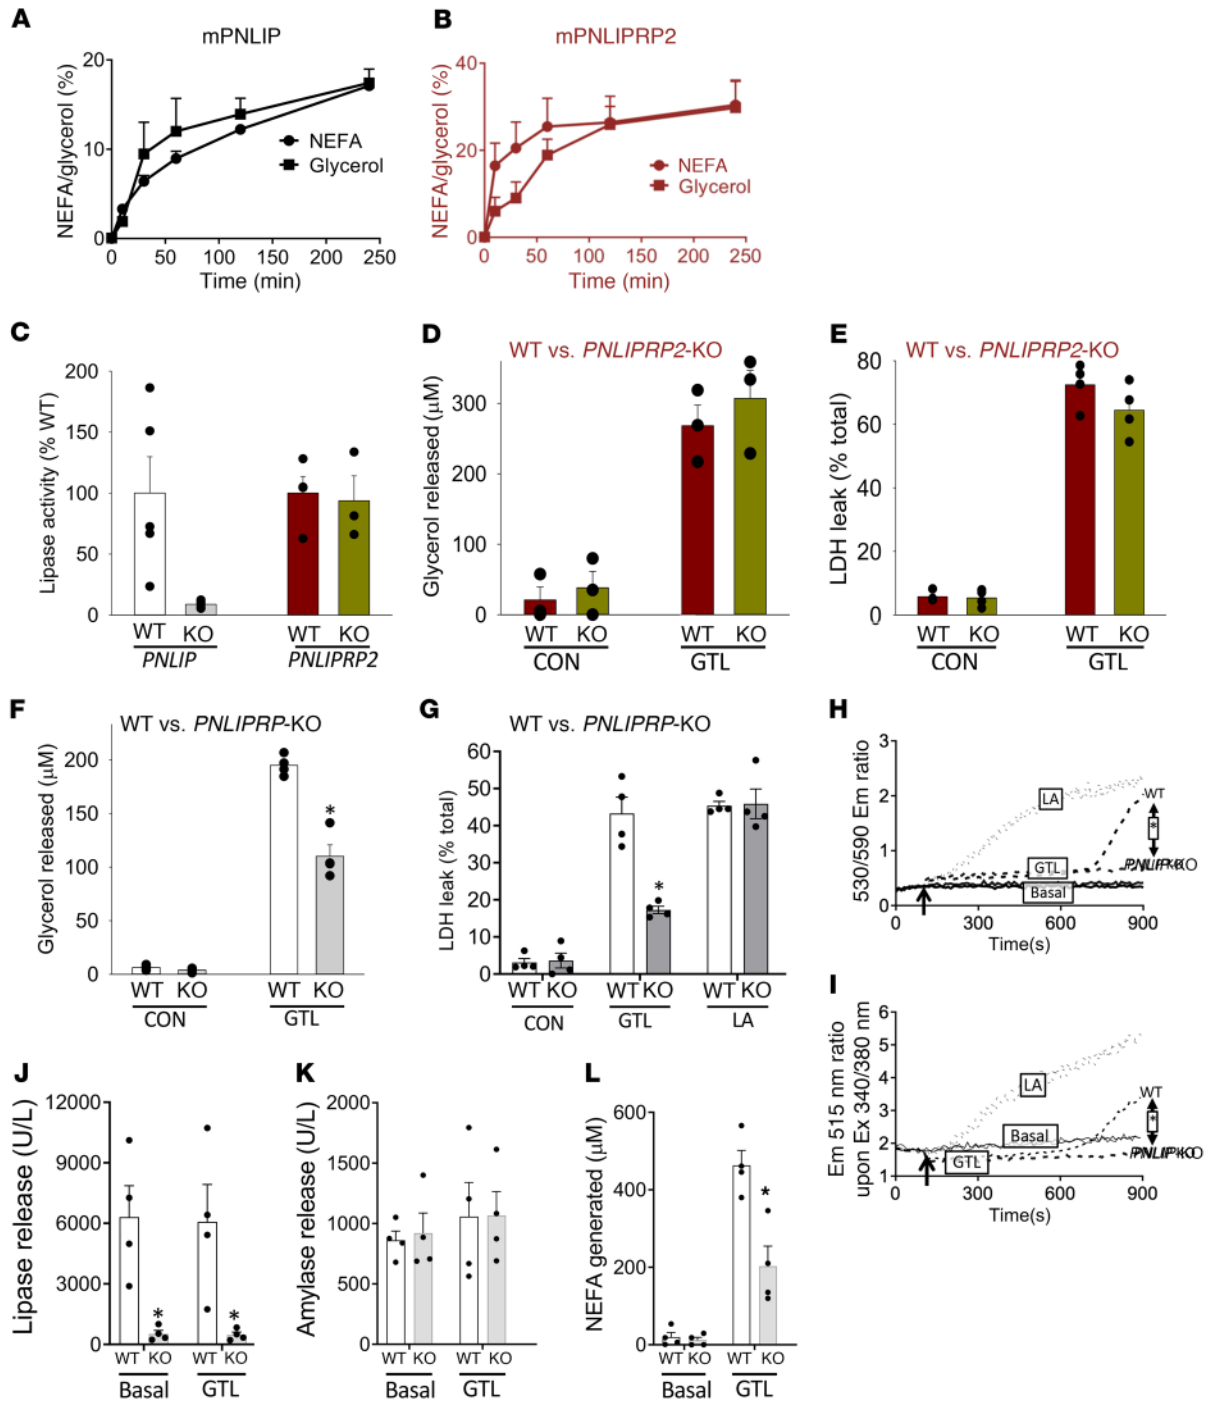 A
mPNLIP
NEFA/glycerol (%)
20
10
0
NEFA
Glycerol
0 50 100 150 200 250
Time (min)
B
mPNLIPRP2
NEFA/glycerol (%)
40
20
0
NEFA
Glycerol
0 50 100 150 200 250
Time (min)
C
Lipase activity (% WT)
200
150
100
50
0
WT KO WT KO
PNLIP PNLIPRP2
D
WT vs. PNLIPRP2-KO
Glycerol released (µM)
300
200
100
0
WT KO WT KO
CON GTL
E
WT vs. PNLIPRP2-KO
LDH leak (% total)
80
60
40
20
0
WT KO WT KO
CON GTL
F
WT vs. PNLIPRP-KO
Glycerol released (µM)
200
150
100
50
0
*
WT KO WT KO
CON GTL
G
WT vs. PNLIPRP-KO
LDH leak (% total)
60
50
40
30
20
10
0
*
WT KO WT KO WT KO
CON GTL LA
H
530/590 Em ratio
3
2
1
0
LA
WT
*
GTL
Basal
0 300 600 900
Time(s)
I
Em 515 nm ratio
upon Ex 340/380 nm
6
5
4
3
2
1
LA
WT
*
Basal
GTL
0 300 600 900
Time(s)
J
Lipase release (U/L)
12000
9000
6000
3000
0
* *
WT KO WT KO
Basal GTL
K
Amylase release (U/L)
2000
1500
1000
500
0
WT KO WT KO
Basal GTL
L
NEFA generated (µM)
600
400
200
0
*
WT KO WT KO
Basal GTL